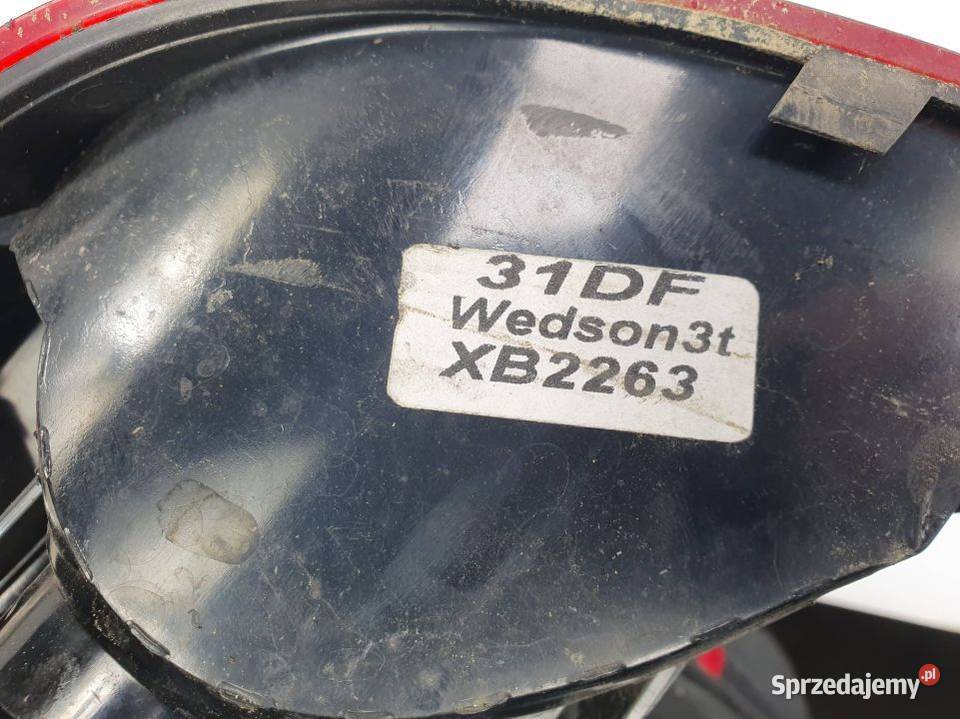 31DF
Wedson3t
XB2263
Sprzedajemy.pl